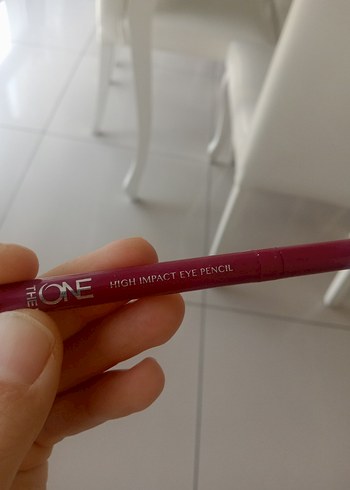 THE ONE HIGH IMPACT EYE PENCIL